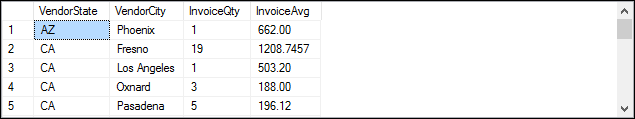 VendorState VendorCity InvoiceQty InvoiceAvg
1 AZ Phoenix 1 662.00
2 CA Fresno 19 1208.7457
3 CA Los Angeles 1 503.20
4 CA Oxnard 3 188.00
5 CA Pasadena 5 196.12